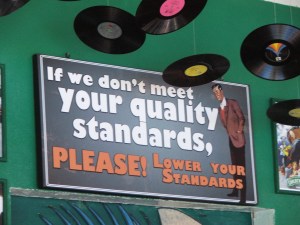 If we don't meet
your quality
standards,
PLEASE! LOWER YOUR
STANDARDS